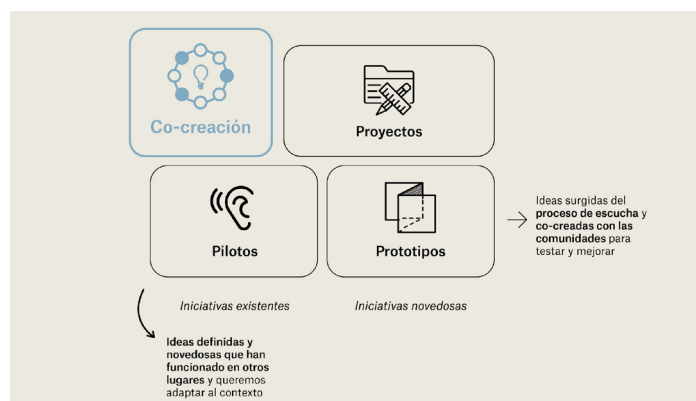 Co-creación
Proyectos
Pilotos
Prototipos
Ideas surgidas del
proceso de escucha y
co-creadas con las
comunidades para
testar y mejorar
Iniciativas existentes
Iniciativas novedosas
Ideas definidas y
novedosas que han
funcionado en otros
lugares y queremos
adaptar al contexto